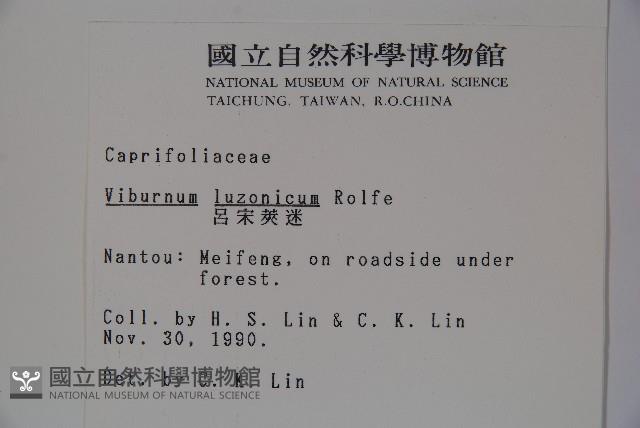 國立自然科學博物館
NATIONAL MUSEUM OF NATURAL SCIENCE
TAICHUNG, TAIWAN, R.O.CHINA
Caprifoliaceae
Viburnum luzonicum Rolfe
呂宋莢迷
Nantou: Meifeng, on roadside under
forest.
Coll. by H. S. Lin & C. K. Lin
Nov. 30, 1990.
Det. by C. K. Lin
國立自然科學博物館
NATIONAL MUSEUM OF NATURAL SCIENCE